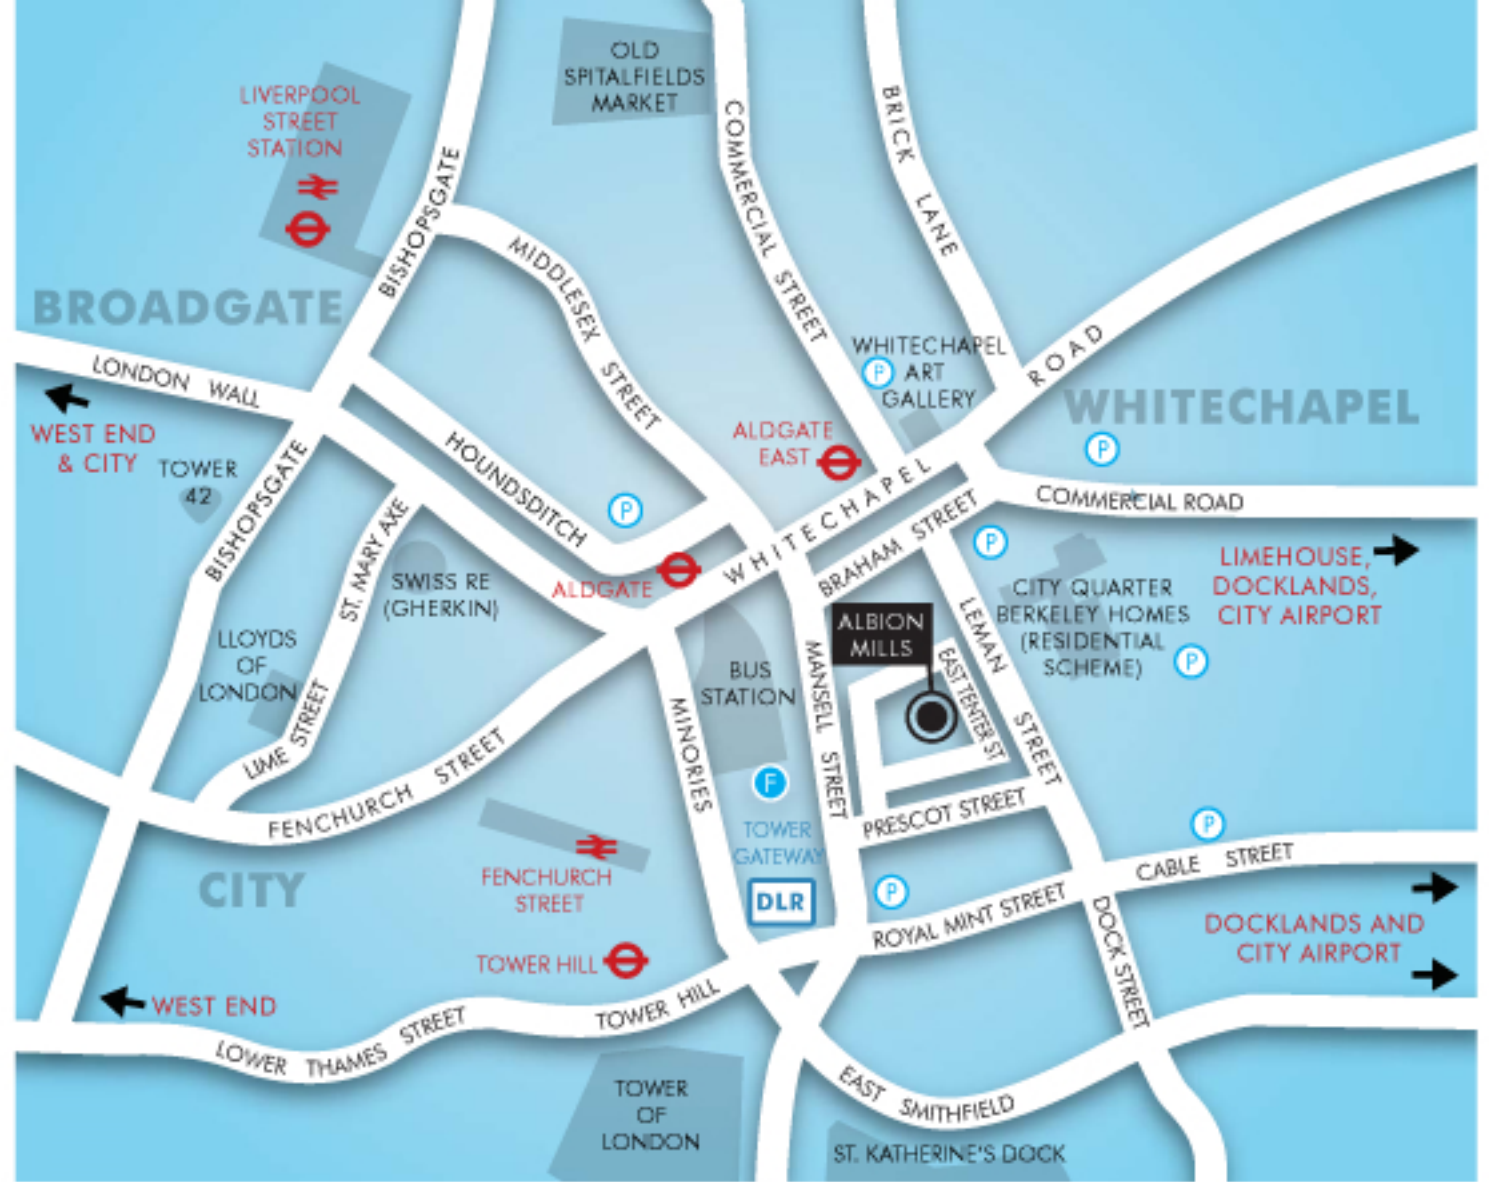 OLD
SPITALFIELDS
MARKET
LIVERPOOL
STREET
STATION
BISHOPSGATE
COMMERCIAL STREET
BRICK LANE
MIDDLESEX STREET
BROADGATE
LONDON WALL
WEST END
& CITY
TOWER
42
BISHOPSGATE
HOUNDSDITCH
P
WHITECHAPEL
P ART
GALLERY
ROAD
WHITECHAPEL
ALDGATE
EAST
P
WHITECHAPEL
COMMERCIAL ROAD
ST. MARY AXE
SWISS RE
(GHERKIN)
ALDGATE
BRAHAM STREET
P
LIMEHOUSE,
DOCKLANDS,
CITY AIRPORT
CITY QUARTER
BERKELEY HOMES
(RESIDENTIAL
SCHEME)
P
ALBION
MILLS
LEMAN STREET
EAST TENTER ST
LLOYDS
OF
LONDON
LIME STREET
BUS
STATION
MANSELL STREET
MINORIES
FENCHURCH STREET
F
TOWER
GATEWAY
DLR
PRESCOT STREET
P
CABLE STREET
CITY
FENCHURCH
STREET
P
ROYAL MINT STREET
DOCK STREET
DOCKLANDS AND
CITY AIRPORT
TOWER HILL
WEST END
TOWER HILL
LOWER THAMES STREET
EAST SMITHFIELD
TOWER
OF
LONDON
ST. KATHERINE'S DOCK